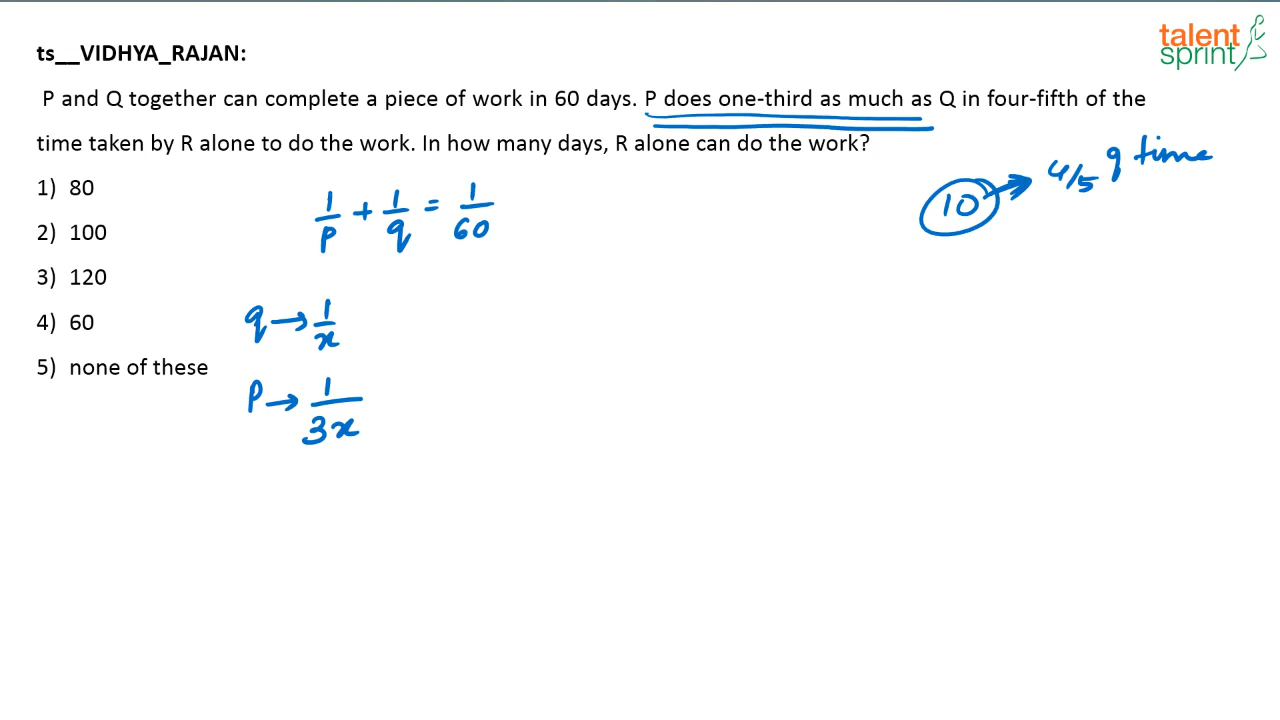 talent
sprint
ts__VIDHYA_RAJAN:
P and Q together can complete a piece of work in 60 days. P does one-third as much as Q in four-fifth of the
time taken by R alone to do the work. In how many days, R alone can do the work?
1) 80
2) 100
3) 120
4) 60
5) none of these
1/P + 1/q = 1/60
q → 1/x
P → 1/3x
10 → 4/5 q time